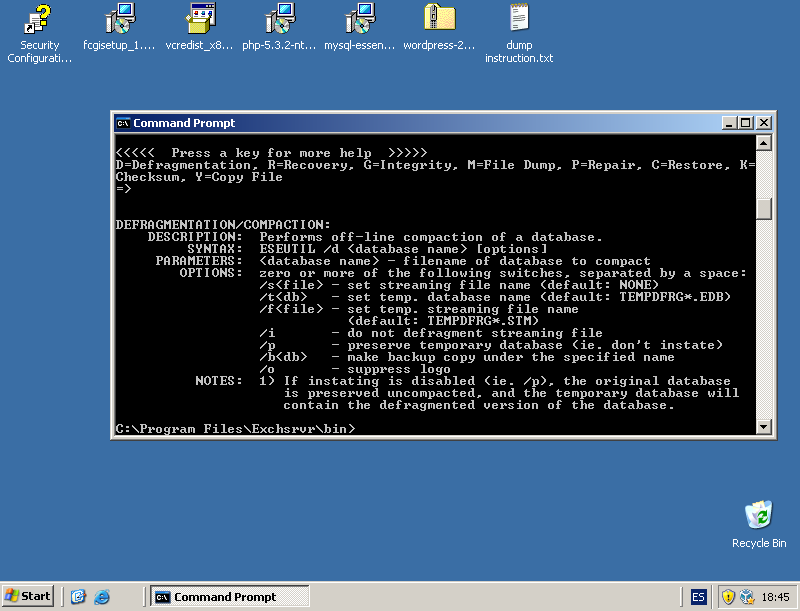 Security
Configurati...
fcgisetup_1....
vcredist_x8...
php-5.3.2-nt...
mysql-essen...
wordpress-2...
dump
instruction.txt
Command Prompt
<<<<<  Press a key for more help  >>>>>
D=Defragmentation, R=Recovery, G=Integrity, M=File Dump, P=Repair, C=Restore, K=
Checksum, Y=Copy File
=>
DEFRAGMENTATION/COMPACTION:
DESCRIPTION:  Performs off-line compaction of a database.
SYNTAX:  ESEUTIL /d <database name> [options]
PARAMETERS:  <database name> - filename of database to compact
OPTIONS:  zero or more of the following switches, separated by a space:
/s<file> - set streaming file name (default: NONE)
/t<db>   - set temp. database name (default: TEMPDFRG*.EDB)
/f<file> - set temp. streaming file name
(default: TEMPDFRG*.STM)
/i       - do not defragment streaming file
/p       - preserve temporary database (ie. don't instate)
/b<db>   - make backup copy under the specified name
/o       - suppress logo
NOTES:  1) If instating is disabled (ie. /p), the original database
is preserved uncompacted, and the temporary database will
contain the defragmented version of the database.
C:\Program Files\Exchsrvr\bin>
Recycle Bin
Start
Command Prompt
ES
18:45